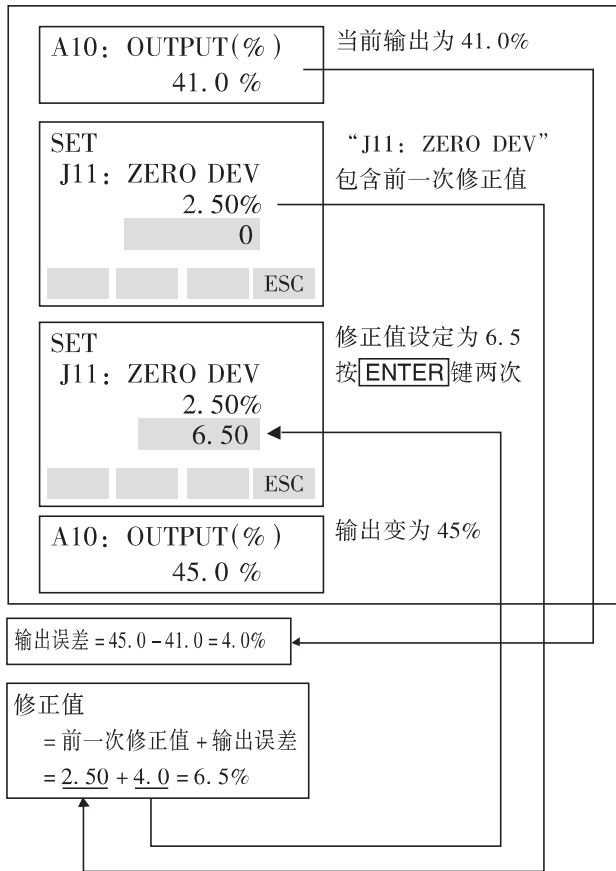 A10: OUTPUT(%)
41.0 %
当前输出为 41.0%
SET
J11: ZERO DEV
2.50%
0
ESC
“J11: ZERO DEV”
包含前一次修正值
SET
J11: ZERO DEV
2.50%
6.50
ESC
修正值设定为 6.5
按ENTER键两次
A10: OUTPUT(%)
45.0 %
输出变为 45%
输出误差=45.0-41.0=4.0%
修正值
=前一次修正值+输出误差
=2.50+4.0=6.5%